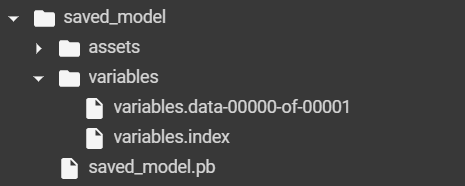 saved_model
assets
variables
variables.data-00000-of-00001
variables.index
saved_model.pb